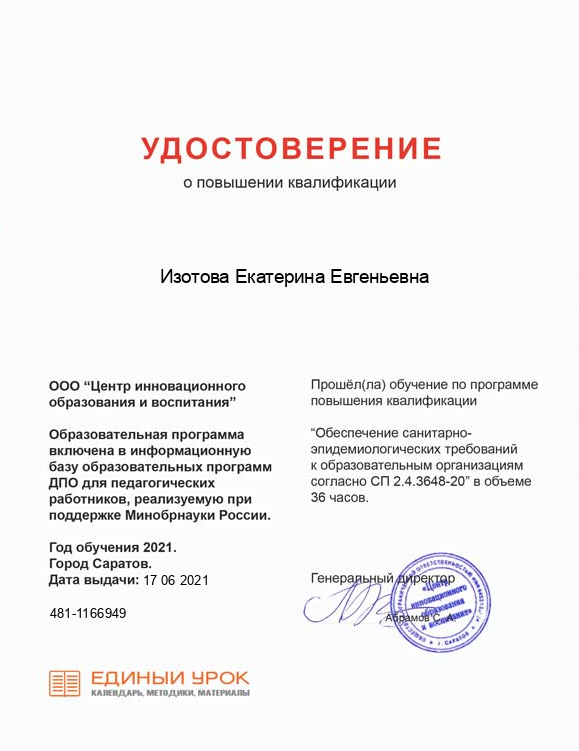 УДОСТОВЕРЕНИЕ
о повышении квалификации
Изотова Екатерина Евгеньевна
ООО “Центр инновационного
образования и воспитания”
Образовательная программа
включена в информационную
базу образовательных программ
ДПО для педагогических
работников, реализуемую при
поддержке Минобрнауки России.
Год обучения 2021.
Город Саратов.
Дата выдачи: 17 06 2021
481-1166949
Прошёл(ла) обучение по программе
повышения квалификации
“Обеспечение санитарно-
эпидемиологических требований
к образовательным организациям
согласно СП 2.4.3648-20” в объеме
36 часов.
Генеральный директор
Абрамов С. А.
«Центр
инновационного
образования
и воспитания»
г. САРАТОВ
ЕДИНЫЙ УРОК
КАЛЕНДАРЬ, МЕТОДИКИ, МАТЕРИАЛЫ